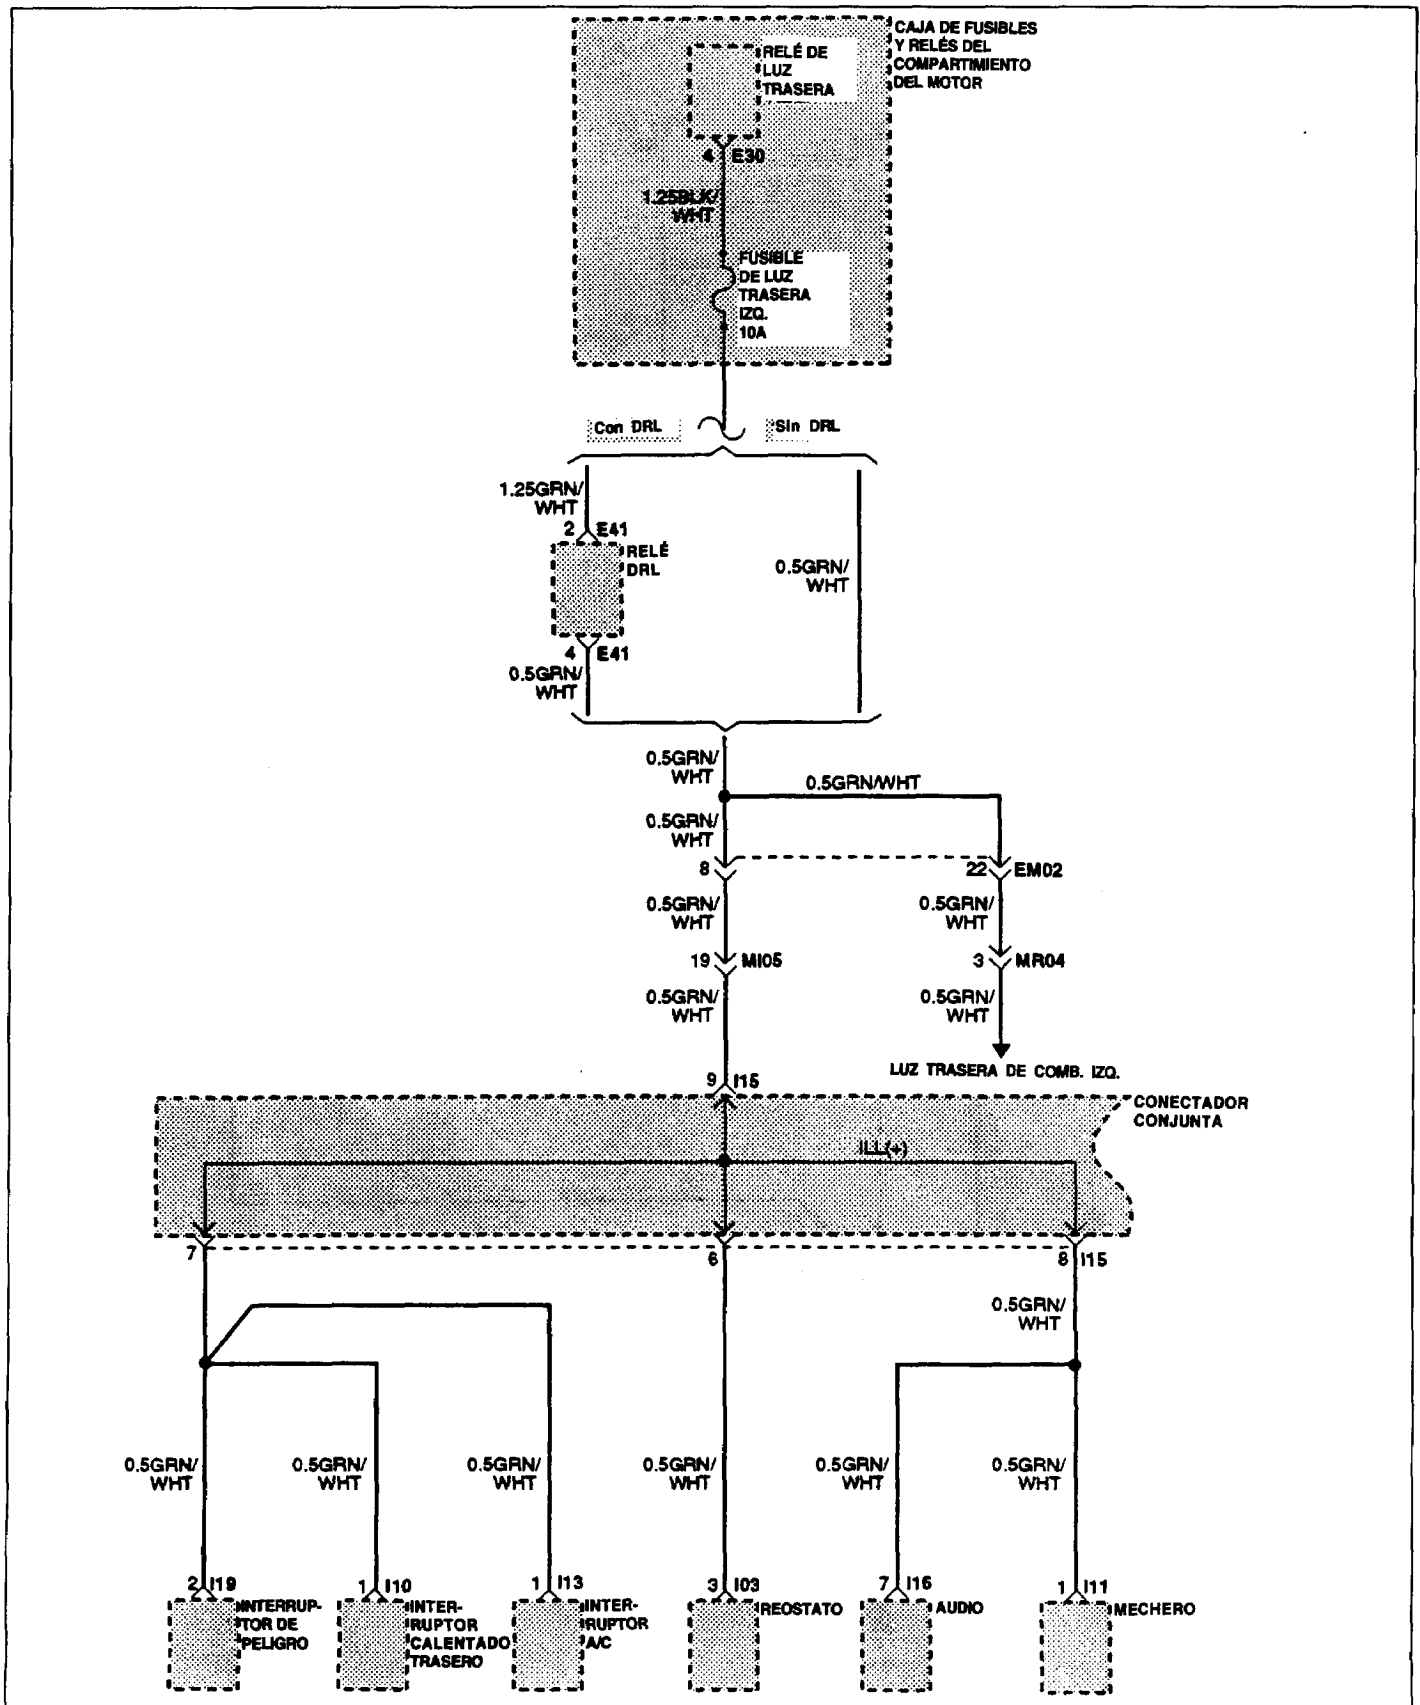 CAJA DE FUSIBLES
Y RELÉS DEL
COMPARTIMIENTO
DEL MOTOR
RELÉ DE
LUZ
TRASERA
4 E30
1.25BLK/
WHT
FUSIBLE
DE LUZ
TRASERA
IZQ.
10A
Con DRL
Sin DRL
1.25GRN/
WHT
2 E41
RELÉ
DRL
4 E41
0.5GRN/
WHT
0.5GRN/
WHT
0.5GRN/
WHT
0.5GRN/WHT
0.5GRN/
WHT
8
22 EM02
0.5GRN/
WHT
0.5GRN/
WHT
19 MI05
3 MR04
0.5GRN/
WHT
0.5GRN/
WHT
LUZ TRASERA DE COMB. IZQ.
9 I15
CONECTADOR
CONJUNTA
ILL(+)
7
6
8 I15
0.5GRN/
WHT
0.5GRN/
WHT
0.5GRN/
WHT
0.5GRN/
WHT
0.5GRN/
WHT
0.5GRN/
WHT
0.5GRN/
WHT
2 I19
INTERRUP-
TOR DE
PELIGRO
1 I10
INTER-
RUPTOR
CALENTADO
TRASERO
1 I13
INTER-
RUPTOR
A/C
3 I03
REOSTATO
7 I16
AUDIO
1 I11
MECHERO